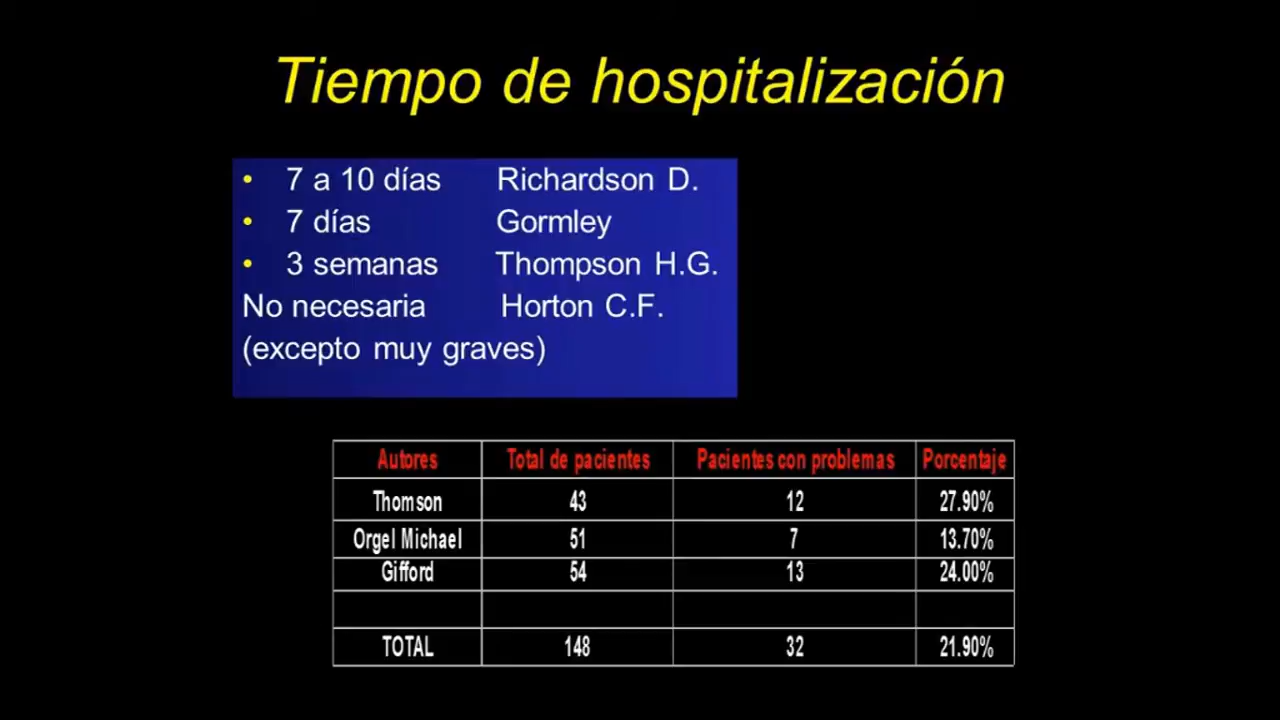 Tiempo de hospitalización
• 7 a 10 días Richardson D.
• 7 días Gormley
• 3 semanas Thompson H.G.
No necesaria Horton C.F.
(excepto muy graves)
Autores Total de pacientes Pacientes con problemas Porcentaje
Thomson 43 12 27.90%
Orgel Michael 51 7 13.70%
Gifford 54 13 24.00%
TOTAL 148 32 21.90%